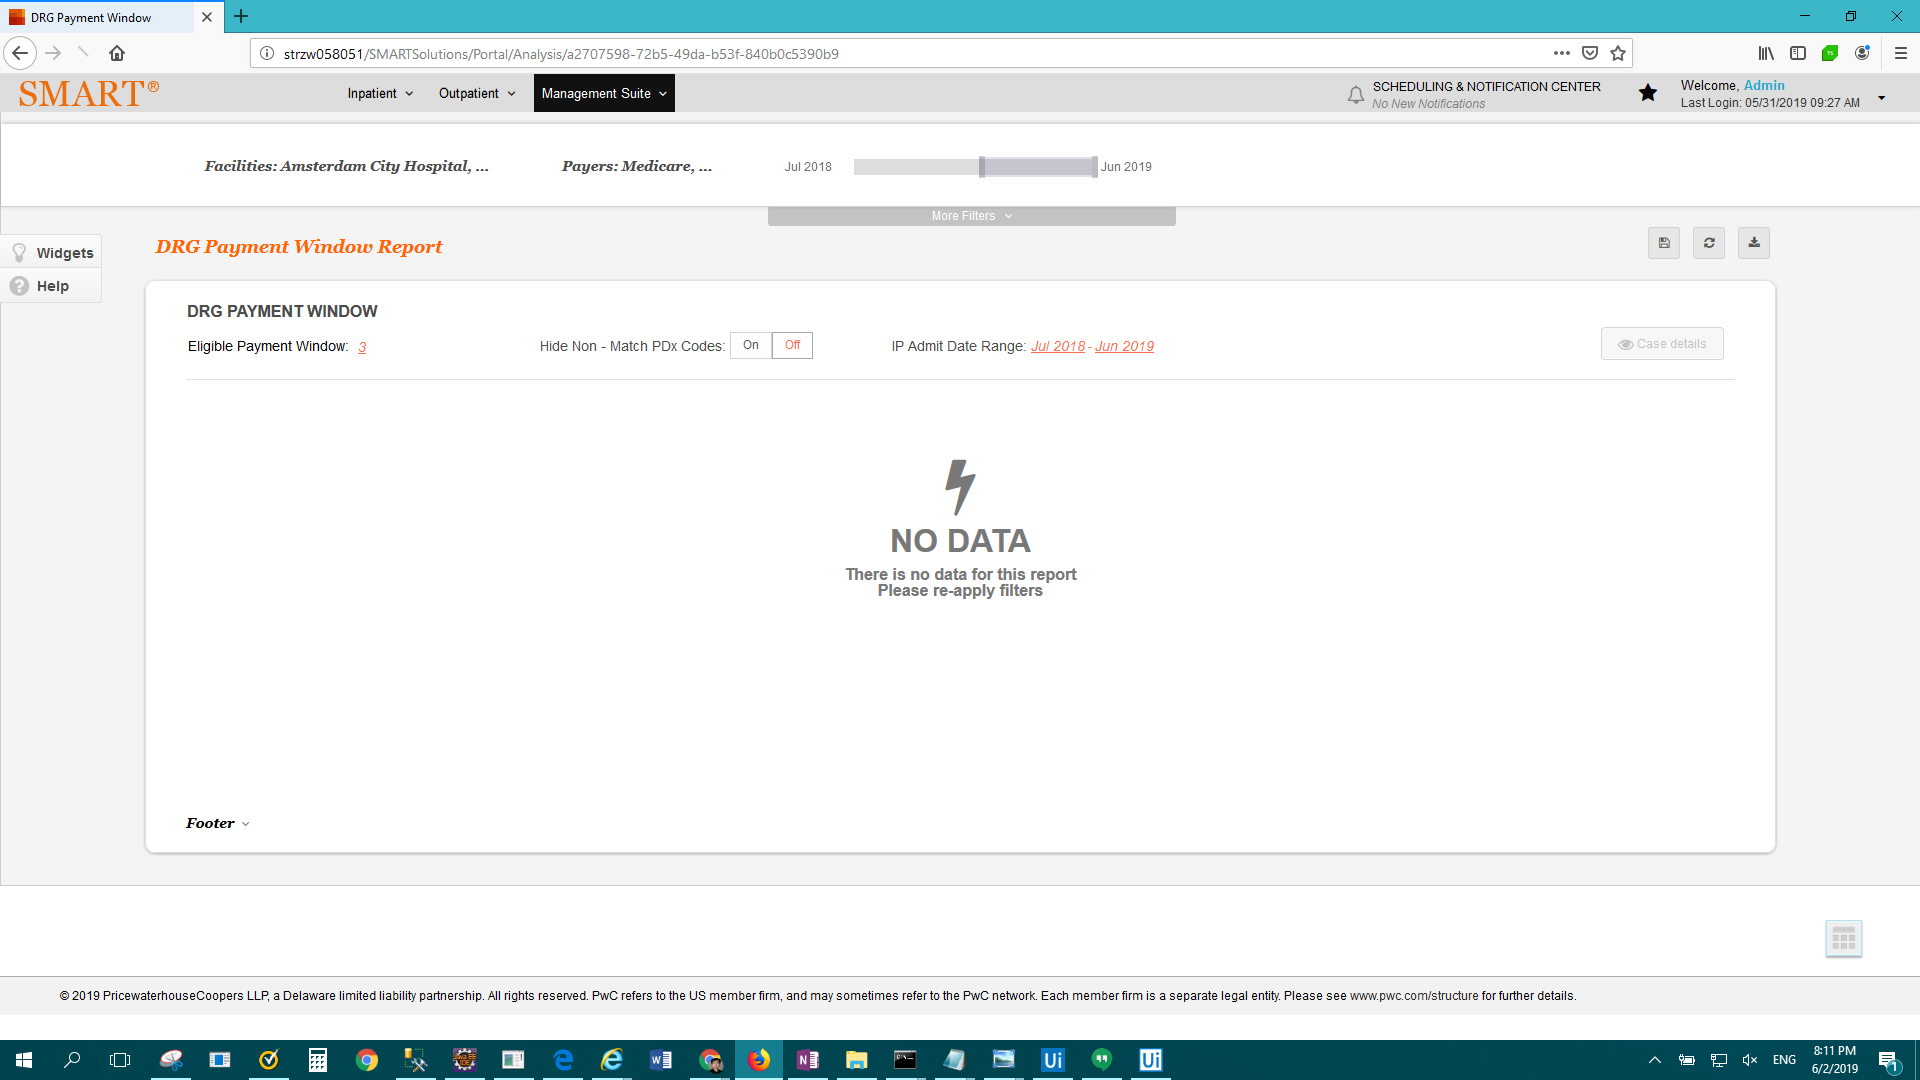 DRG Payment Window
strzw058051/SMARTSolutions/Portal/Analysis/a2707598-72b5-49da-b53f-840b0c5390b9
SMART®
Inpatient
Outpatient
Management Suite
SCHEDULING & NOTIFICATION CENTER
No New Notifications
Welcome, Admin
Last Login: 05/31/2019 09:27 AM
Facilities: Amsterdam City Hospital, ...
Payers: Medicare, ...
Jul 2018
Jun 2019
More Filters
Widgets
Help
DRG Payment Window Report
DRG PAYMENT WINDOW
Eligible Payment Window: 3
Hide Non - Match PDx Codes: On Off
IP Admit Date Range: Jul 2018 - Jun 2019
Case details
NO DATA
There is no data for this report
Please re-apply filters
Footer
© 2019 PricewaterhouseCoopers LLP, a Delaware limited liability partnership. All rights reserved. PwC refers to the US member firm, and may sometimes refer to the PwC network. Each member firm is a separate legal entity. Please see www.pwc.com/structure for further details.
ENG
8:11 PM
6/2/2019
1